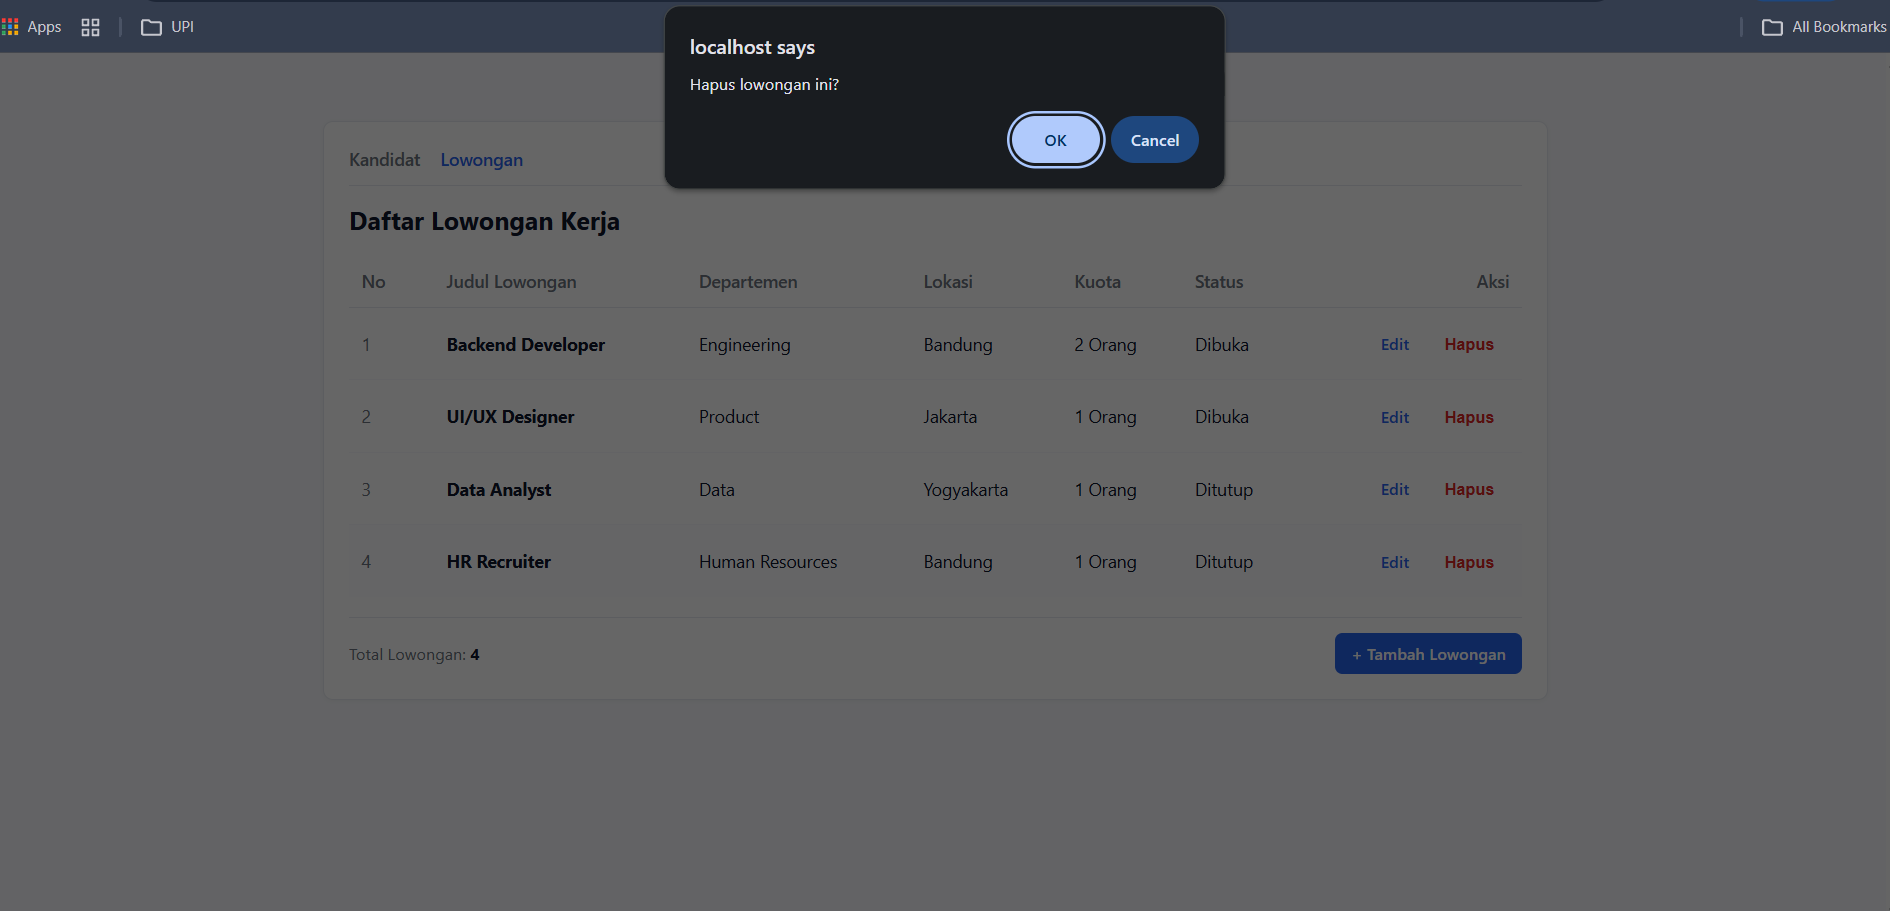 Apps UPI All Bookmarks
localhost says
Hapus lowongan ini?
OK Cancel
Kandidat Lowongan
Daftar Lowongan Kerja
No Judul Lowongan Departemen Lokasi Kuota Status Aksi
1 Backend Developer Engineering Bandung 2 Orang Dibuka Edit Hapus
2 UI/UX Designer Product Jakarta 1 Orang Dibuka Edit Hapus
3 Data Analyst Data Yogyakarta 1 Orang Ditutup Edit Hapus
4 HR Recruiter Human Resources Bandung 1 Orang Ditutup Edit Hapus
Total Lowongan: 4 + Tambah Lowongan